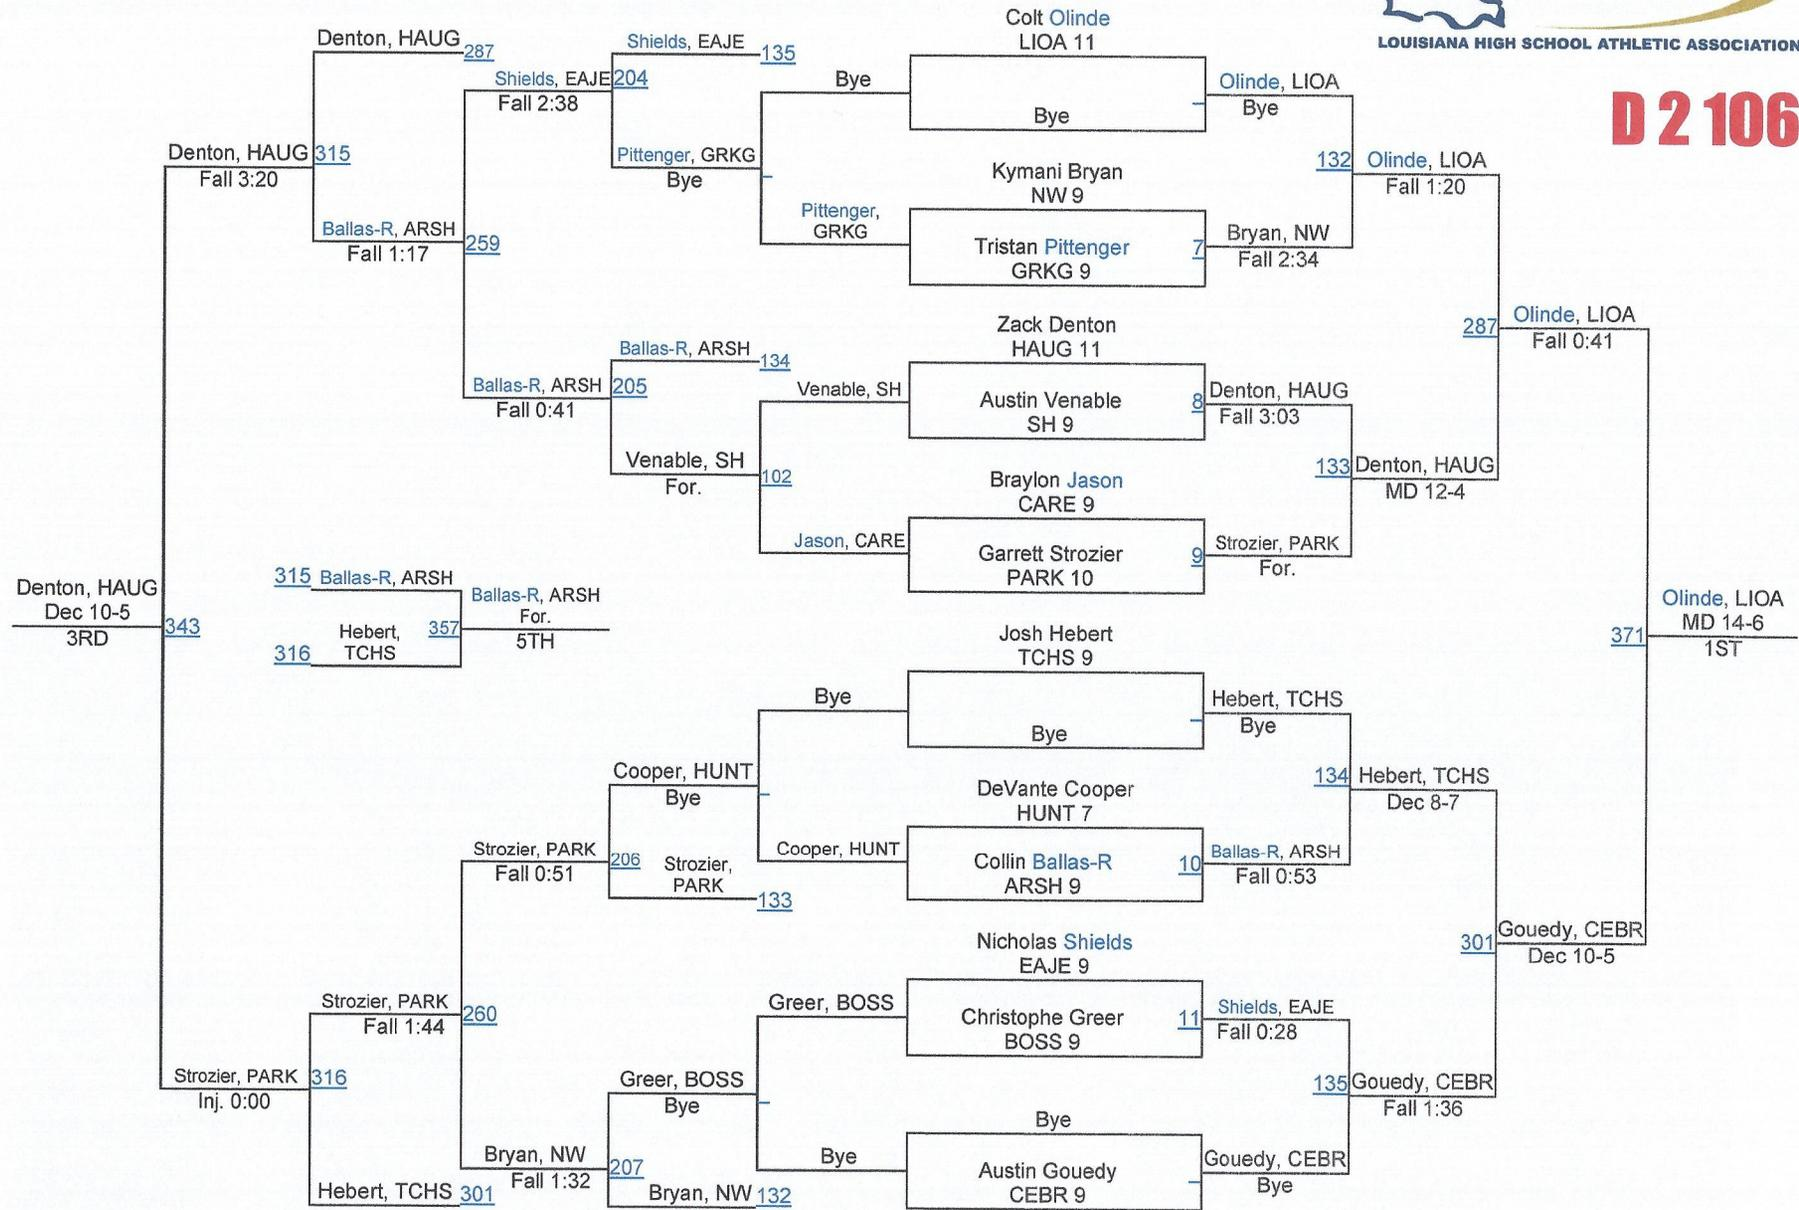 LOUISIANA HIGH SCHOOL ATHLETIC ASSOCIATION
D 2 106
Denton, HAUG
287
Shields, EAJE
204
Fall 2:38
Shields, EAJE
135
Denton, HAUG
315
Fall 3:20
Pittenger, GRKG
Bye
Ballas-R, ARSH
Fall 1:17
259
Ballas-R, ARSH
134
Ballas-R, ARSH
205
Fall 0:41
Venable, SH
For.
102
Denton, HAUG
Dec 10-5
3RD
343
315
Ballas-R, ARSH
316
Hebert,
TCHS
357
Ballas-R, ARSH
For.
5TH
Cooper, HUNT
Bye
Strozier, PARK
Fall 0:51
206
Strozier,
PARK
133
Strozier, PARK
Fall 1:44
260
Strozier, PARK
Inj. 0:00
316
Greer, BOSS
Bye
Bryan, NW
Fall 1:32
207
Bryan, NW
132
Hebert, TCHS
301
Bye
Pittenger,
GRKG
Venable, SH
Jason, CARE
Bye
Cooper, HUNT
Greer, BOSS
Bye
Colt Olinde
LIOA 11
Bye
Kymani Bryan
NW 9
Tristan Pittenger
GRKG 9
7
Zack Denton
HAUG 11
Austin Venable
SH 9
8
Braylon Jason
CARE 9
Garrett Strozier
PARK 10
9
Josh Hebert
TCHS 9
Bye
DeVante Cooper
HUNT 7
Collin Ballas-R
ARSH 9
10
Nicholas Shields
EAJE 9
Christophe Greer
BOSS 9
11
Bye
Austin Gouedy
CEBR 9
Olinde, LIOA
Bye
Bryan, NW
Fall 2:34
Denton, HAUG
Fall 3:03
Strozier, PARK
For.
Hebert, TCHS
Bye
Ballas-R, ARSH
Fall 0:53
Shields, EAJE
Fall 0:28
Gouedy, CEBR
Bye
132
Olinde, LIOA
Fall 1:20
133
Denton, HAUG
MD 12-4
134
Hebert, TCHS
Dec 8-7
135
Gouedy, CEBR
Fall 1:36
287
Olinde, LIOA
Fall 0:41
301
Gouedy, CEBR
Dec 10-5
371
Olinde, LIOA
MD 14-6
1ST